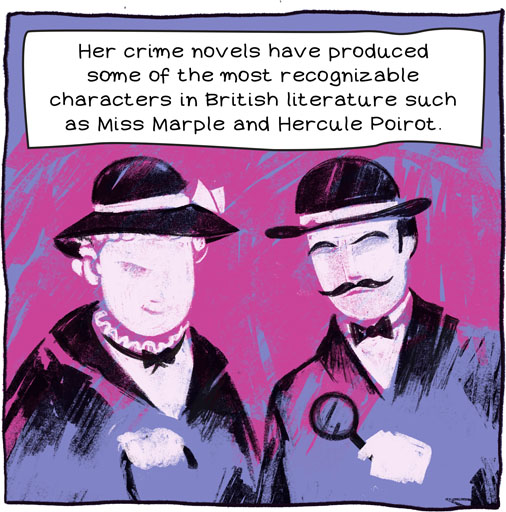 Her crime novels have produced
some of the most recognizable
characters in British literature such
as Miss Marple and Hercule Poirot.